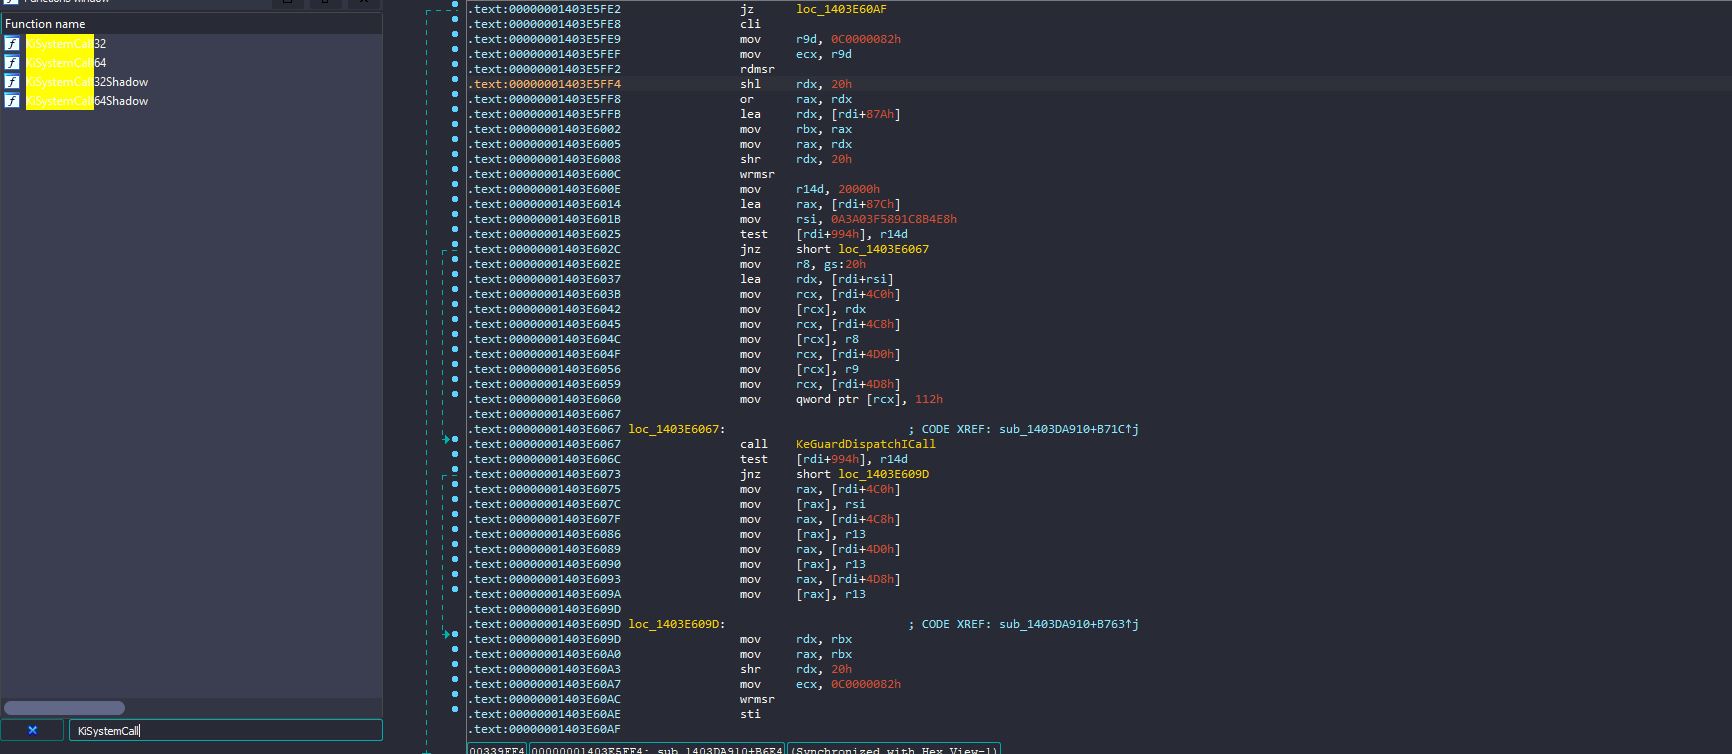 Functions window
Function name
KiSystemCall32
KiSystemCall64
KiSystemCall32Shadow
KiSystemCall64Shadow
KiSystemCall
.text:00000001403E5FE2 jz loc_1403E60AF
.text:00000001403E5FE8 cli
.text:00000001403E5FE9 mov r9d, 0C0000082h
.text:00000001403E5FEF mov ecx, r9d
.text:00000001403E5FF2 rdmsr
.text:00000001403E5FF4 shl rdx, 20h
.text:00000001403E5FF8 or rax, rdx
.text:00000001403E5FFB lea rdx, [rdi+87Ah]
.text:00000001403E6002 mov rbx, rax
.text:00000001403E6005 mov rax, rdx
.text:00000001403E6008 shr rdx, 20h
.text:00000001403E600C wrmsr
.text:00000001403E600E mov r14d, 20000h
.text:00000001403E6014 lea rax, [rdi+87Ch]
.text:00000001403E601B mov rsi, 0A3A03F5891C8B4E8h
.text:00000001403E6025 test [rdi+994h], r14d
.text:00000001403E602C jnz short loc_1403E6067
.text:00000001403E602E mov r8, gs:20h
.text:00000001403E6037 lea rdx, [rdi+rsi]
.text:00000001403E603B mov rcx, [rdi+4C0h]
.text:00000001403E6042 mov [rcx], rdx
.text:00000001403E6045 mov rcx, [rdi+4C8h]
.text:00000001403E604C mov [rcx], r8
.text:00000001403E604F mov rcx, [rdi+4D0h]
.text:00000001403E6056 mov [rcx], r9
.text:00000001403E6059 mov rcx, [rdi+4D8h]
.text:00000001403E6060 mov qword ptr [rcx], 112h
.text:00000001403E6067
.text:00000001403E6067 loc_1403E6067: ; CODE XREF: sub_1403DA910+B71C↑j
.text:00000001403E6067 call KeGuardDispatchICall
.text:00000001403E606C test [rdi+994h], r14d
.text:00000001403E6073 jnz short loc_1403E609D
.text:00000001403E6075 mov rax, [rdi+4C0h]
.text:00000001403E607C mov [rax], rsi
.text:00000001403E607F mov rax, [rdi+4C8h]
.text:00000001403E6086 mov [rax], r13
.text:00000001403E6089 mov rax, [rdi+4D0h]
.text:00000001403E6090 mov [rax], r13
.text:00000001403E6093 mov rax, [rdi+4D8h]
.text:00000001403E609A mov [rax], r13
.text:00000001403E609D
.text:00000001403E609D loc_1403E609D: ; CODE XREF: sub_1403DA910+B763↑j
.text:00000001403E609D mov rdx, rbx
.text:00000001403E60A0 mov rax, rbx
.text:00000001403E60A3 shr rdx, 20h
.text:00000001403E60A7 mov ecx, 0C0000082h
.text:00000001403E60AC wrmsr
.text:00000001403E60AE sti
.text:00000001403E60AF
00339FF4 00000001403E5FF4: sub_1403DA910+B6E4 (Synchronized with Hex View-1)